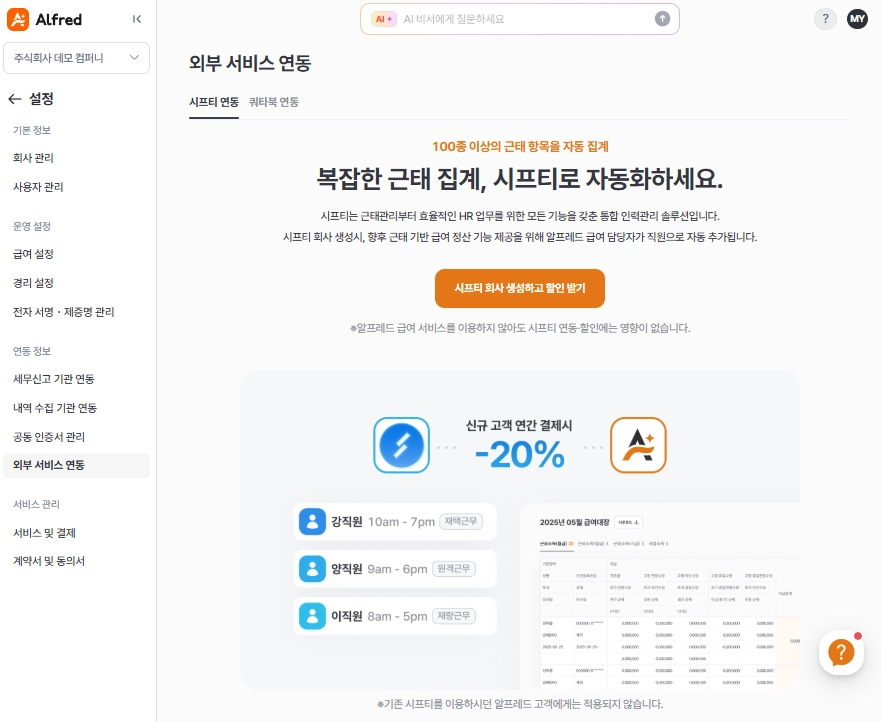 Alfred
AI AI 비서에게 질문하세요
?
MY
주식회사 데모 컴퍼니
설정
기본 정보
회사 관리
사용자 관리
운영 설정
급여 설정
경리 설정
전자 서명・제증명 관리
연동 정보
세무신고 기관 연동
내역 수집 기관 연동
공동 인증서 관리
외부 서비스 연동
서비스 관리
서비스 및 결제
계약서 및 동의서
외부 서비스 연동
시프티 연동 쿼타북 연동
100종 이상의 근태 항목을 자동 집계
복잡한 근태 집계, 시프티로 자동화하세요.
시프티는 근태관리부터 효율적인 HR 업무를 위한 모든 기능을 갖춘 통합 인력관리 솔루션입니다.
시프티 회사 생성시, 향후 근태 기반 급여 정산 기능 제공을 위해 알프레드 급여 담당자가 직원으로 자동 추가됩니다.
시프티 회사 생성하고 할인 받기
※알프레드 급여 서비스를 이용하지 않아도 시프티 연동·할인에는 영향이 없습니다.
신규 고객 연간 결제시
-20%
강직원 10am - 7pm 재택근무
양직원 9am - 6pm 원격근무
이직원 8am - 5pm 재량근무
2025년 05월 급여대장
?
※기존 시프티를 이용하시던 알프레드 고객에게는 적용되지 않습니다.